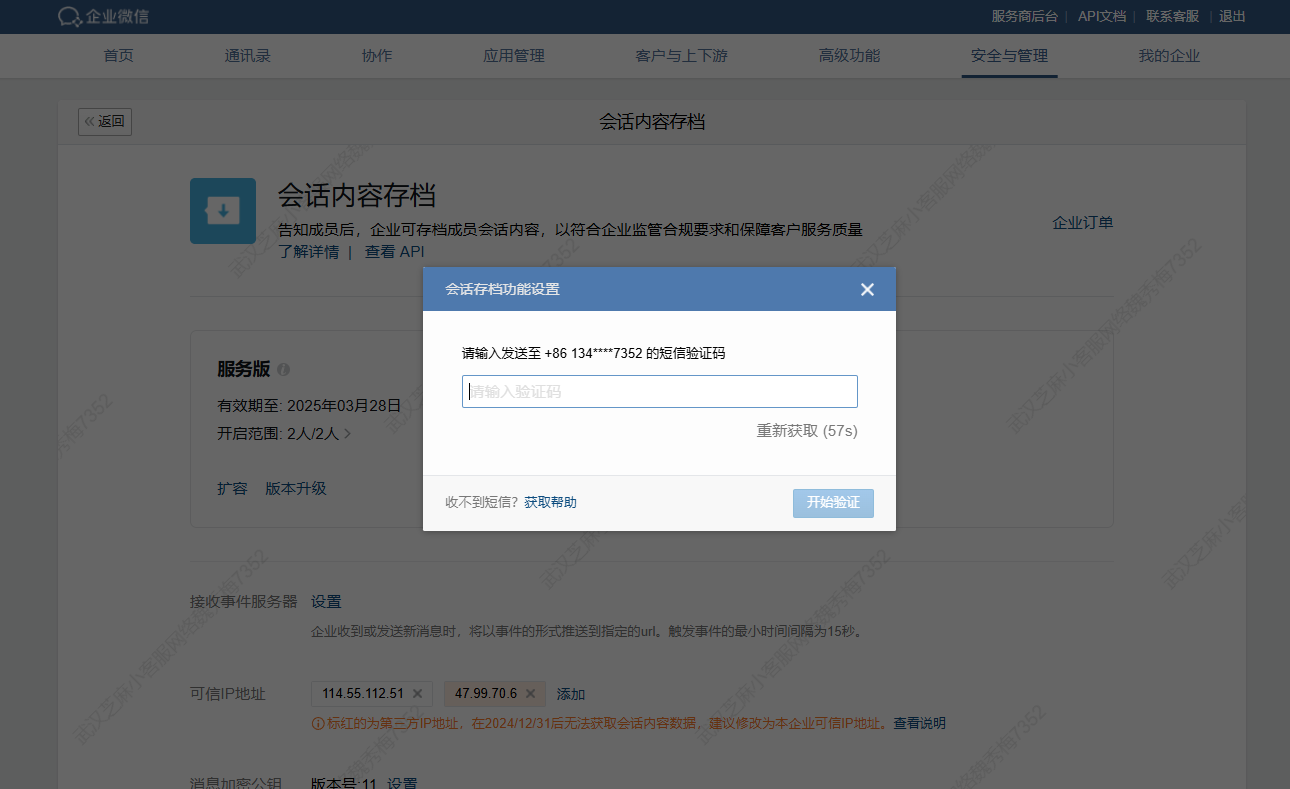 企业微信
服务商后台 | API文档 | 联系客服 | 退出
首页 通讯录 协作 应用管理 客户与上下游 高级功能 安全与管理 我的企业
返回
会话内容存档
会话内容存档
告知成员后，企业可存档成员会话内容，以符合企业监管合规要求和保障客户服务质量
了解详情 | 查看 API
企业订单
会话存档功能设置
请输入发送至 +86 134****7352 的短信验证码
请输入验证码
重新获取 (57s)
收不到短信? 获取帮助
开始验证
服务版
有效期至: 2025年03月28日
开启范围: 2人/2人
扩容 版本升级
接收事件服务器 设置
企业收到或发送新消息时，将以事件的形式推送到指定的url。触发事件的最小时间间隔为15秒。
可信IP地址 114.55.112.51 47.99.70.6 添加
标红的为第三方IP地址，在2024/12/31后无法获取会话内容数据，建议修改为本企业可信IP地址。查看说明
消息加密公钥 版本号:11 设置
武汉芝麻小客服网络魏秀梅7352